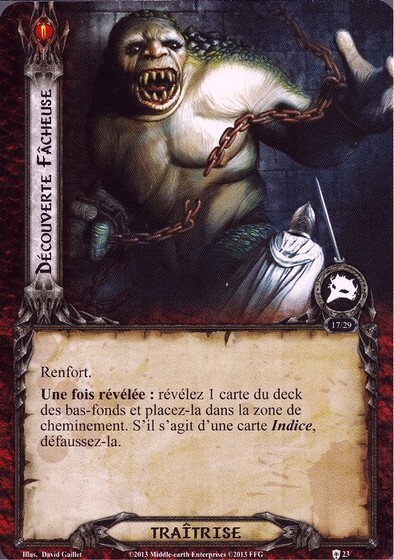 DÉCOUVERTE FÂCHEUSE
17/29
Renfort.
Une fois révélée : révélez 1 carte du deck
des bas-fonds et placez-la dans la zone de
cheminement. S'il s'agit d'une carte Indice,
défaussez-la.
TRAÎTRISE
Illus. David Gaillet ©2013 Middle-earth Enterprises ©2013 FFG 23